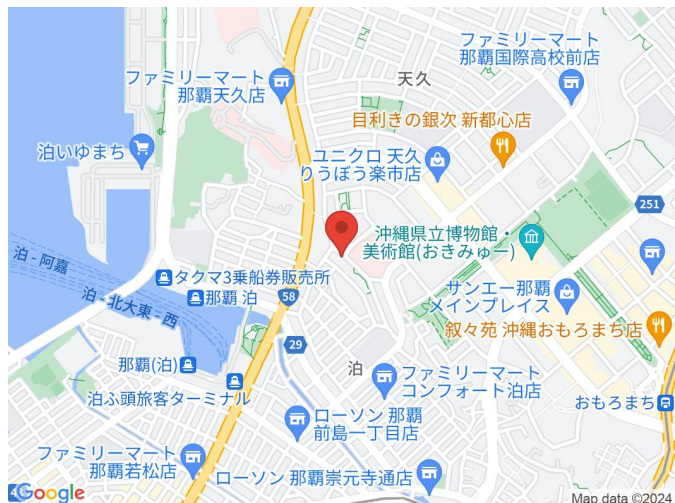 ファミリーマート
那覇国際高校前店
ファミリーマート
那覇天久店
天久
目利きの銀次 新都心店
泊いゆまち
ユニクロ 天久
りうぼう楽市店
251
沖縄県立博物館・
美術館(おきみゅー)
泊 - 阿嘉
タクマ3乗船券販売所
泊 - 北大東 - 西
那覇 泊
58
サンエー那覇
メインプレイス
叙々苑 沖縄おもろまち店
29
那覇(泊)
泊
ファミリーマート
コンフォート泊店
泊ふ頭旅客ターミナル
おもろまち
ローソン 那覇
前島一丁目店
ファミリーマート
那覇若松店
ローソン 那覇崇元寺通店
Google
Map data ©2024